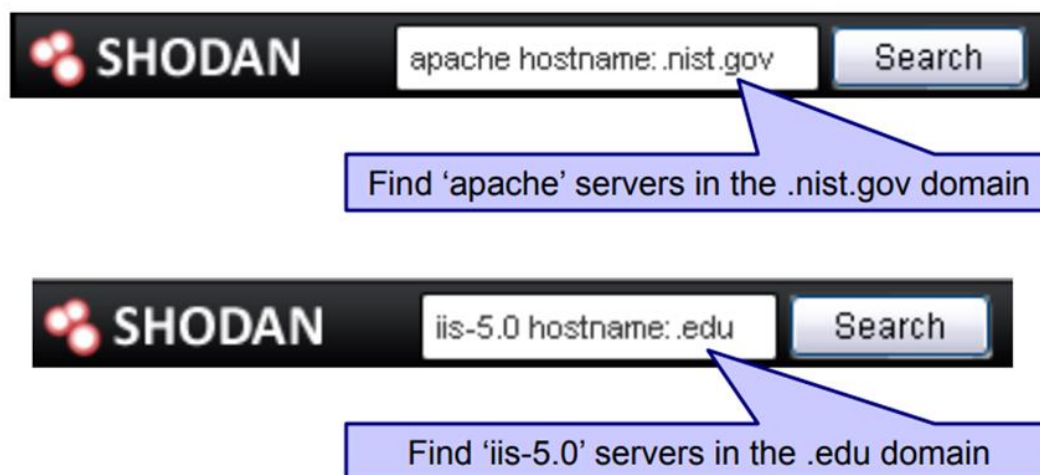 SHODAN apache hostname: .nist.gov Search
Find ‘apache’ servers in the .nist.gov domain
SHODAN iis-5.0 hostname: .edu Search
Find ‘iis-5.0’ servers in the .edu domain